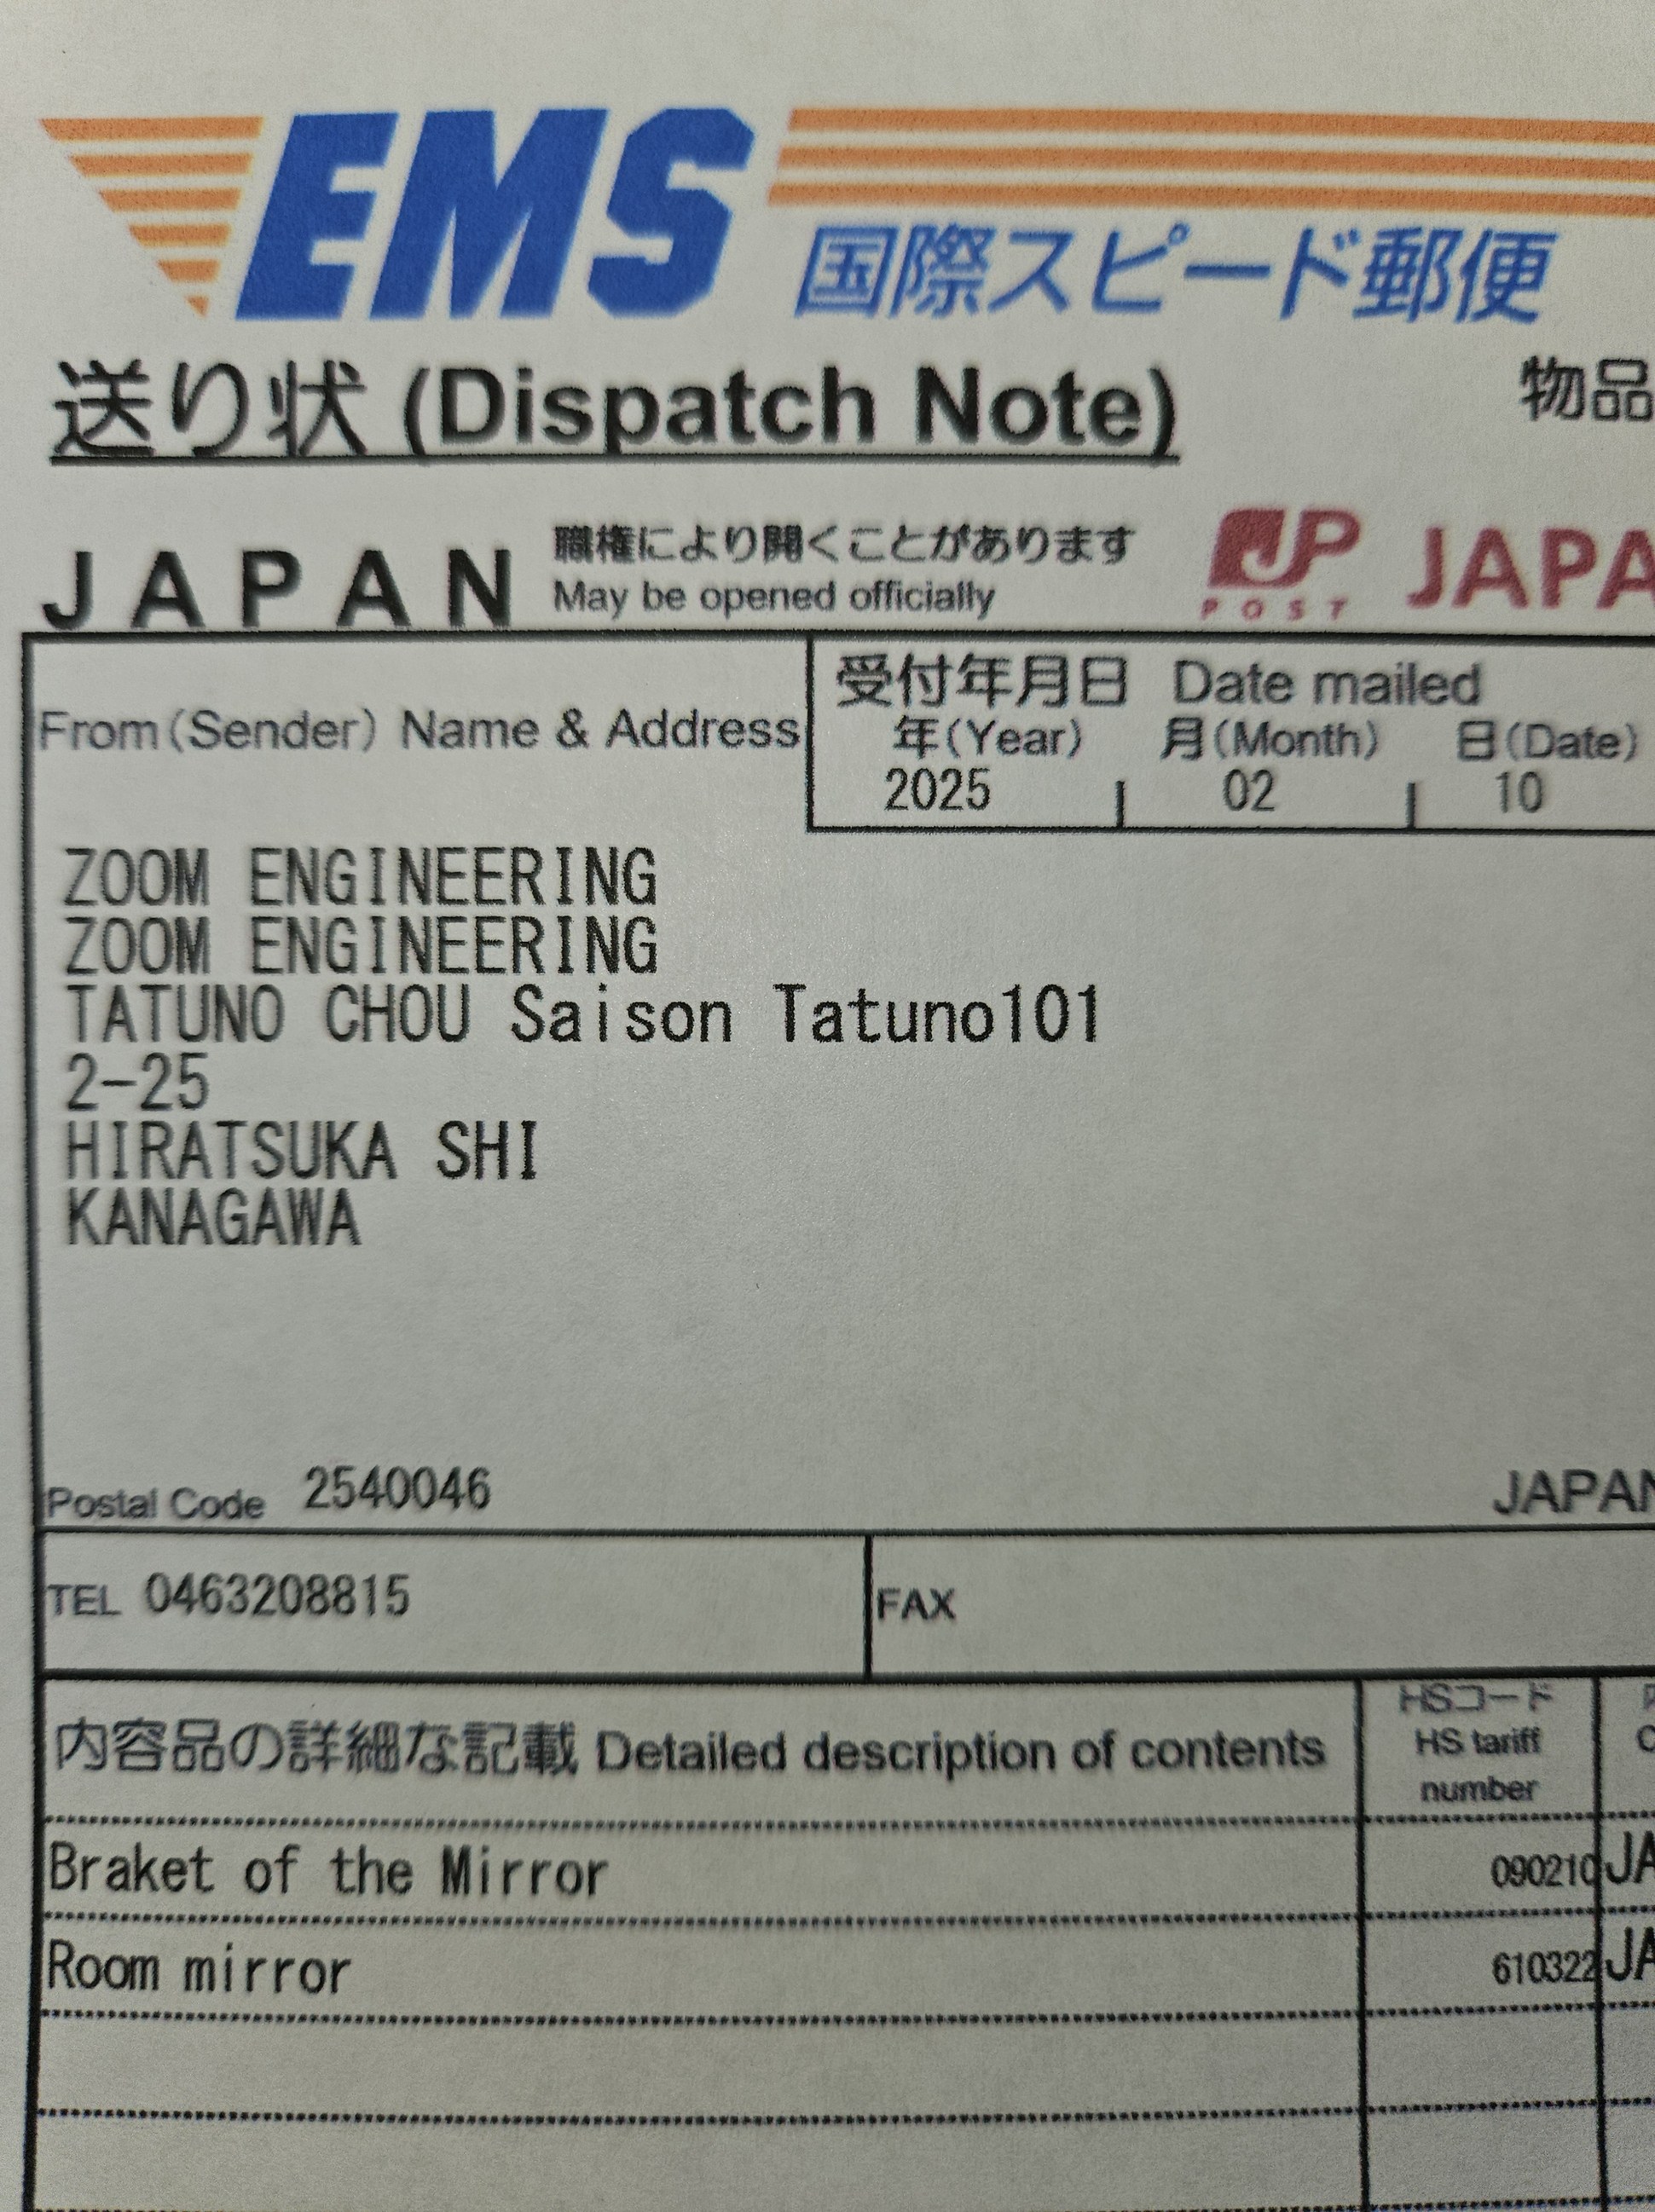 EMS
国際スピード郵便
送り状 (Dispatch Note)
物品
JAPAN
職権により開くことがあります
May be opened officially
JP POST
JAPA
From (Sender) Name & Address
受付年月日 Date mailed
年(Year) 月(Month) 日(Date)
2025 02 10
ZOOM ENGINEERING
ZOOM ENGINEERING
TATUNO CHOU Saison Tatuno101
2-25
HIRATSUKA SHI
KANAGAWA
Postal Code 2540046
JAPAN
TEL 0463208815
FAX
内容品の詳細な記載 Detailed description of contents
HSコード
HS tariff
number
Braket of the Mirror 090210 JA
Room mirror 610322 JA